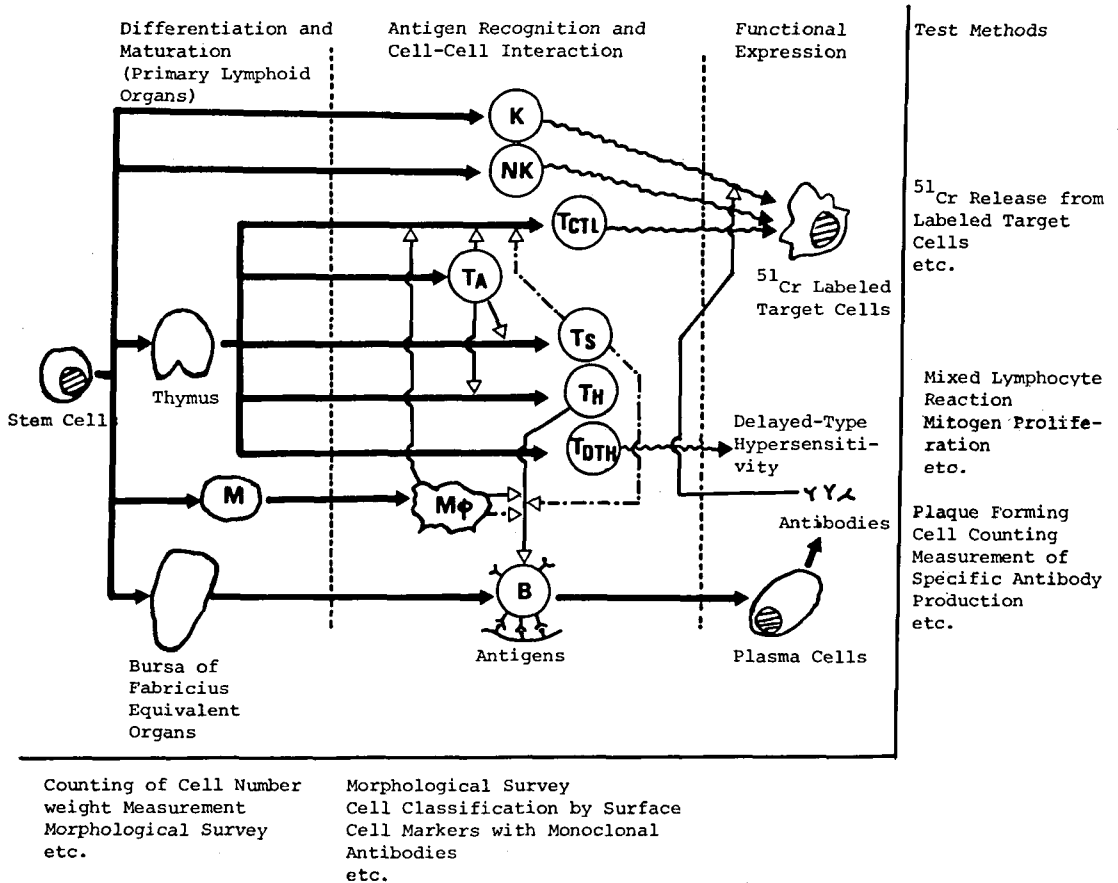 Differentiation and
Maturation
(Primary Lymphoid
Organs)
Antigen Recognition and
Cell-Cell Interaction
Functional
Expression
Test Methods
K
NK
TCTL
TA
TS
TH
TDTH
Stem Cells
Thymus
M
Mφ
B
Antigens
Bursa of
Fabricius
Equivalent
Organs
51Cr Labeled
Target Cells
Delayed-Type
Hypersensiti-
vity
Antibodies
Plasma Cells
51Cr Release from
Labeled Target
Cells
etc.
Mixed Lymphocyte
Reaction
Mitogen Prolife-
ration
etc.
Plaque Forming
Cell Counting
Measurement of
Specific Antibody
Production
etc.
Counting of Cell Number
weight Measurement
Morphological Survey
etc.
Morphological Survey
Cell Classification by Surface
Cell Markers with Monoclonal
Antibodies
etc.